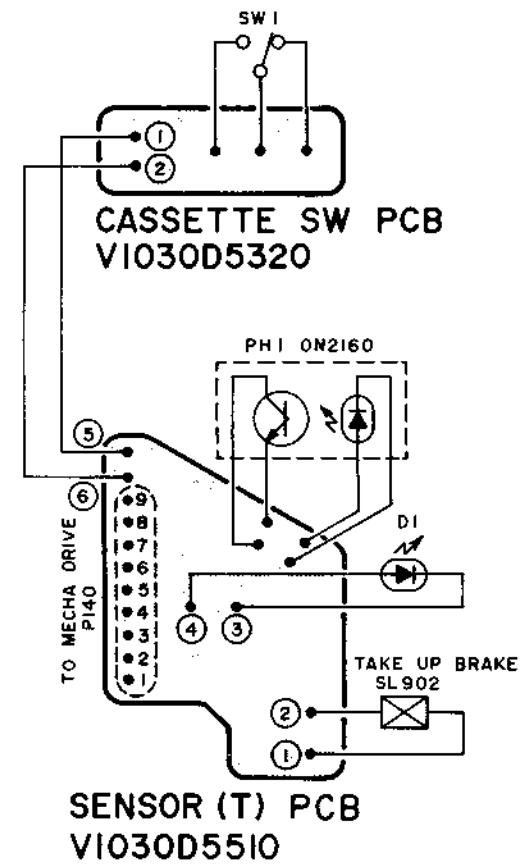 SW1
①
②
CASSETTE SW PCB
V1030D5320
PH1 ON2160
⑤
⑥
9
8
7
6
5
4
3
2
1
TO MECHA DRIVE
P140
D1
④ ③
TAKE UP BRAKE
SL902
②
①
SENSOR (T) PCB
V1030D5510